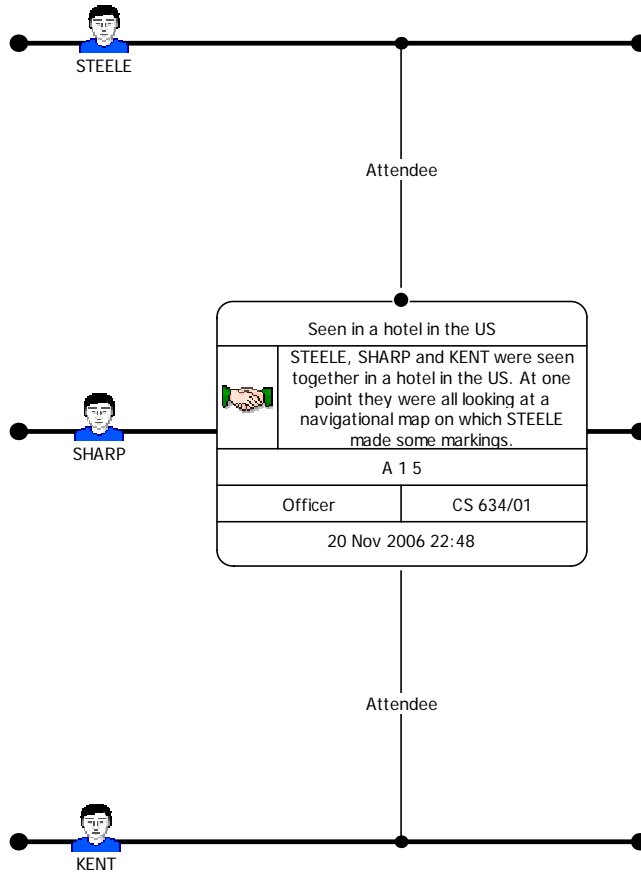 STEELE
Attendee
Seen in a hotel in the US
STEELE, SHARP and KENT were seen
together in a hotel in the US. At one
point they were all looking at a
navigational map on which STEELE
made some markings.
SHARP
A 1 5
Officer CS 634/01
20 Nov 2006 22:48
Attendee
KENT